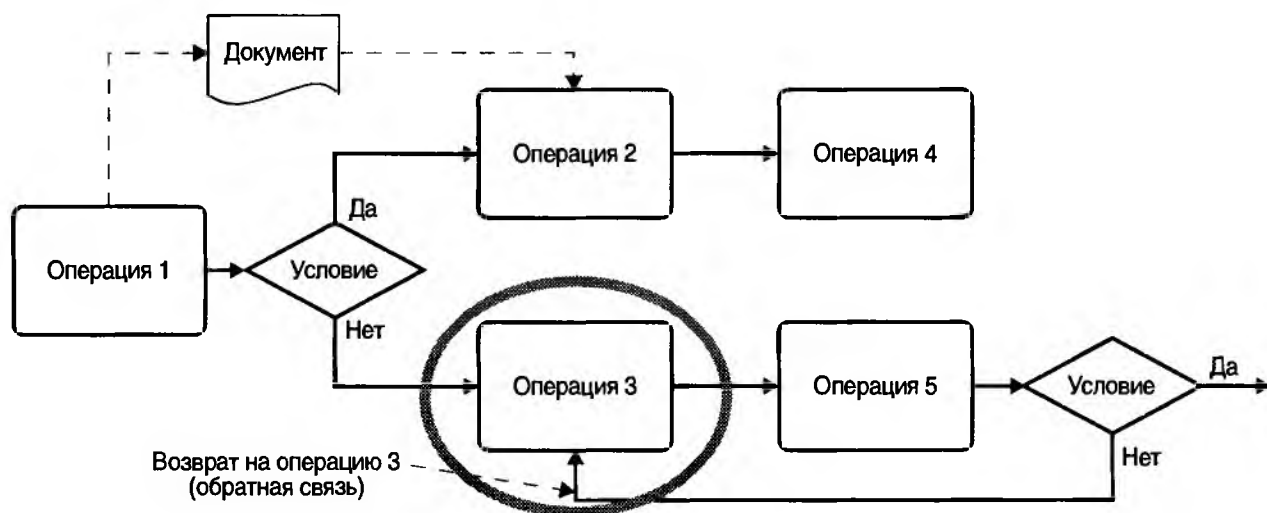 Документ
Операция 2
Операция 4
Да
Операция 1
Условие
Нет
Операция 3
Операция 5
Условие
Да
Возврат на операцию 3
(обратная связь)
Нет